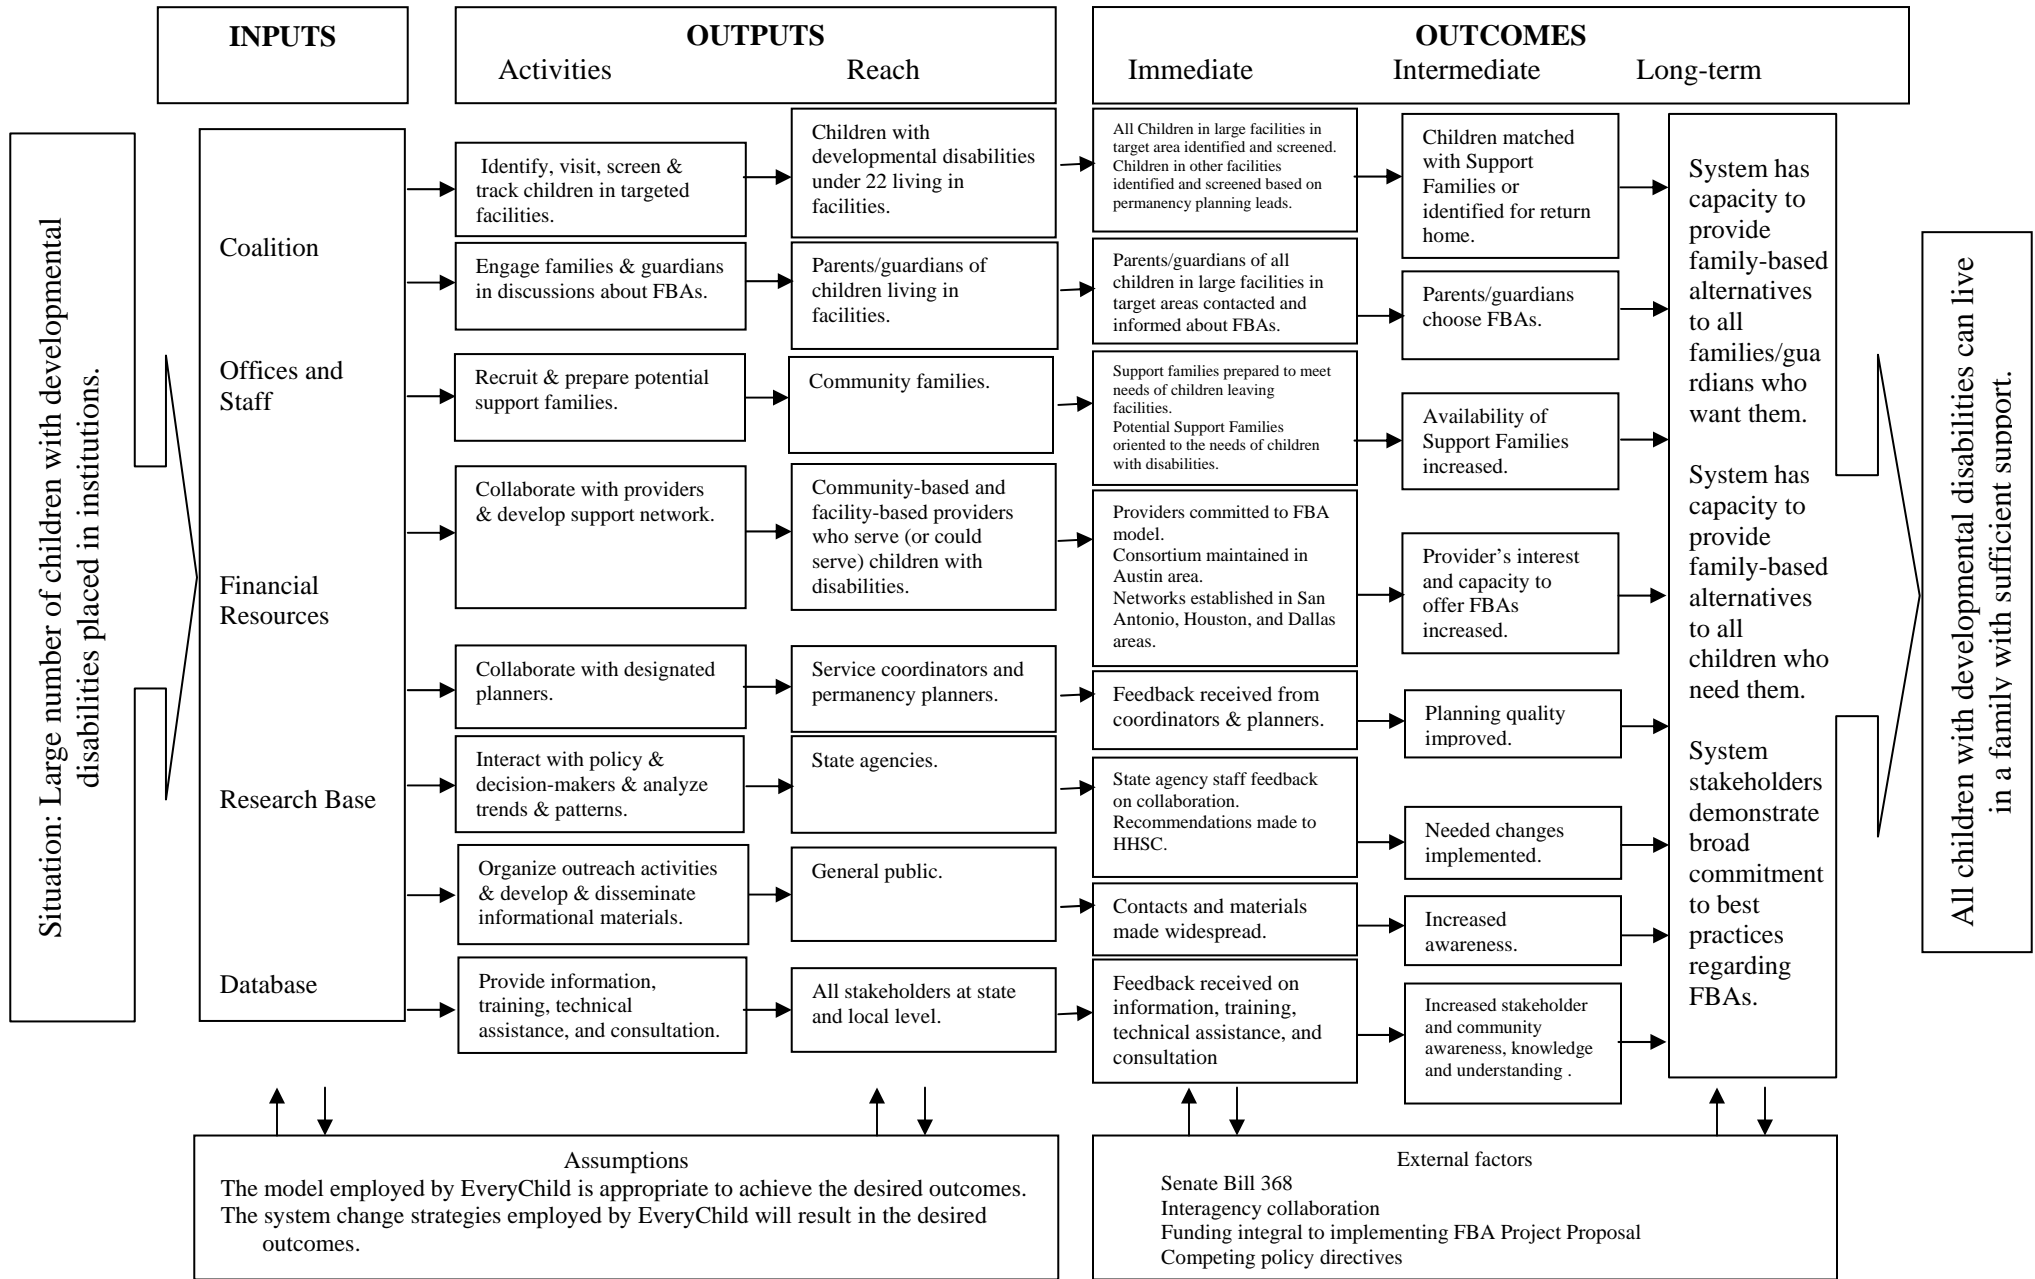 INPUTS
OUTPUTS
Activities
Reach
OUTCOMES
Immediate
Intermediate
Long-term
Situation: Large number of children with developmental
disabilities placed in institutions.
Coalition
Offices and
Staff
Financial
Resources
Research Base
Database
Identify, visit, screen &
track children in targeted
facilities.
Children with
developmental disabilities
under 22 living in
facilities.
All Children in large facilities in
target area identified and screened.
Children in other facilities
identified and screened based on
permanency planning leads.
Children matched
with Support
Families or
identified for return
home.
Engage families & guardians
in discussions about FBAs.
Parents/guardians of
children living in
facilities.
Parents/guardians of all
children in large facilities in
target areas contacted and
informed about FBAs.
Parents/guardians
choose FBAs.
Recruit & prepare potential
support families.
Community families.
Support families prepared to meet
needs of children leaving
facilities.
Potential Support Families
oriented to the needs of children
with disabilities.
Availability of
Support Families
increased.
Collaborate with providers
& develop support network.
Community-based and
facility-based providers
who serve (or could
serve) children with
disabilities.
Providers committed to FBA
model.
Consortium maintained in
Austin area.
Networks established in San
Antonio, Houston, and Dallas
areas.
Provider’s interest
and capacity to
offer FBAs
increased.
Collaborate with designated
planners.
Service coordinators and
permanency planners.
Feedback received from
coordinators & planners.
Planning quality
improved.
Interact with policy &
decision-makers & analyze
trends & patterns.
State agencies.
State agency staff feedback
on collaboration.
Recommendations made to
HHSC.
Needed changes
implemented.
Organize outreach activities
& develop & disseminate
informational materials.
General public.
Contacts and materials
made widespread.
Increased
awareness.
Provide information,
training, technical
assistance, and consultation.
All stakeholders at state
and local level.
Feedback received on
information, training,
technical assistance, and
consultation
Increased stakeholder
and community
awareness, knowledge
and understanding .
System has
capacity to
provide
family-based
alternatives
to all
families/gua
rdians who
want them.
System has
capacity to
provide
family-based
alternatives
to all
children who
need them.
System
stakeholders
demonstrate
broad
commitment
to best
practices
regarding
FBAs.
All children with developmental disabilities can live
in a family with sufficient support.
Assumptions
The model employed by EveryChild is appropriate to achieve the desired outcomes.
The system change strategies employed by EveryChild will result in the desired
outcomes.
External factors
Senate Bill 368
Interagency collaboration
Funding integral to implementing FBA Project Proposal
Competing policy directives